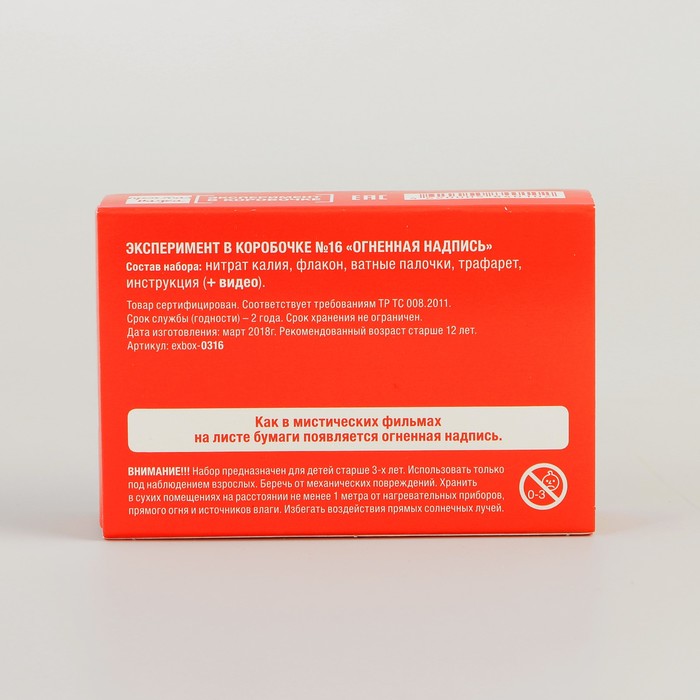 ЭКСПЕРИМЕНТ В КОРОБОЧКЕ
ЕАС
ЭКСПЕРИМЕНТ В КОРОБОЧКЕ №16 «ОГНЕННАЯ НАДПИСЬ»
Состав набора: нитрат калия, флакон, ватные палочки, трафарет,
инструкция (+ видео).
Товар сертифицирован. Соответствует требованиям ТР ТС 008.2011.
Срок службы (годности) – 2 года. Срок хранения не ограничен.
Дата изготовления: март 2018г. Рекомендованный возраст старше 12 лет.
Артикул: exbox-0316
Как в мистических фильмах
на листе бумаги появляется огненная надпись.
ВНИМАНИЕ!!! Набор предназначен для детей старше 3-х лет. Использовать только
под наблюдением взрослых. Беречь от механических повреждений. Хранить
в сухих помещениях на расстоянии не менее 1 метра от нагревательных приборов,
прямого огня и источников влаги. Избегать воздействия прямых солнечных лучей.
0-3